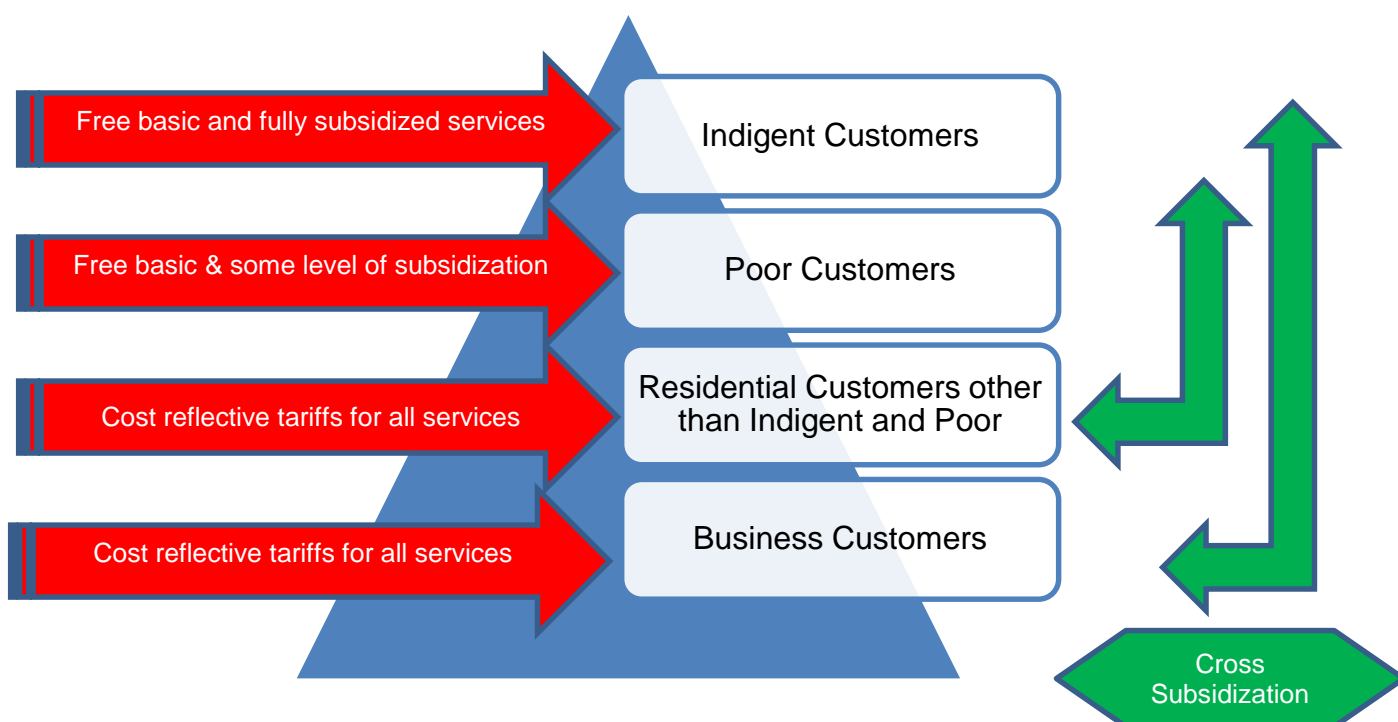 Free basic and fully subsidized services
Indigent Customers
Free basic & some level of subsidization
Poor Customers
Cost reflective tariffs for all services
Residential Customers other
than Indigent and Poor
Cost reflective tariffs for all services
Business Customers
Cross
Subsidization